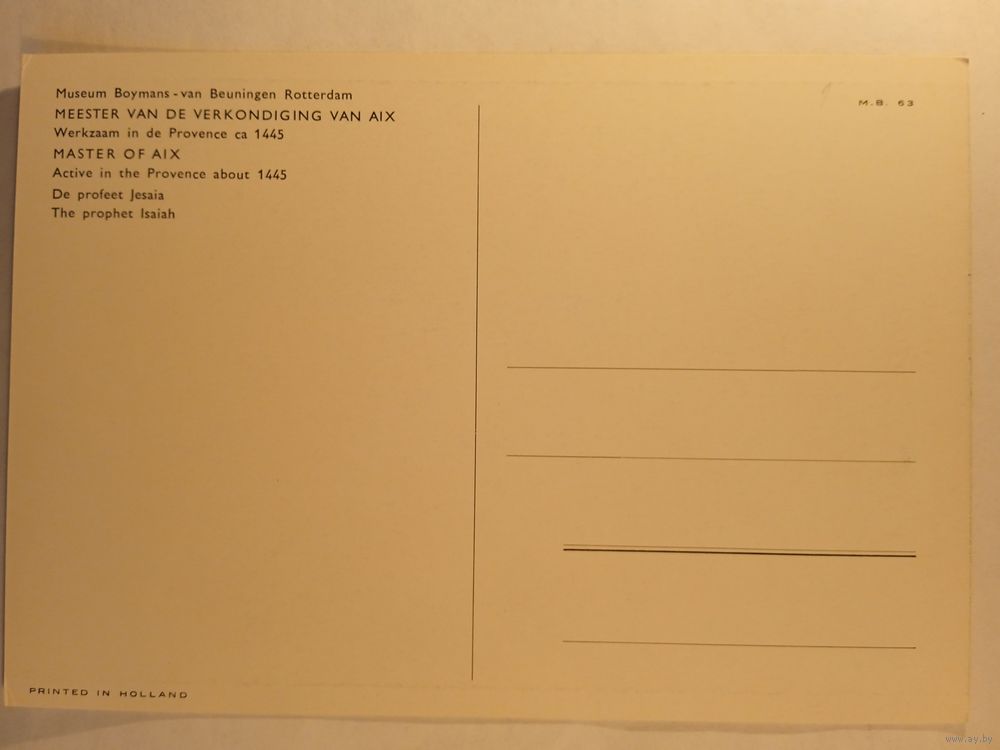 Museum Boymans-van Beuningen Rotterdam
MEESTER VAN DE VERKONDIGING VAN AIX
Werkzaam in de Provence ca 1445
MASTER OF AIX
Active in the Provence about 1445
De profeet Jesaia
The prophet Isaiah
M.B. 63
PRINTED IN HOLLAND
www.ay.by